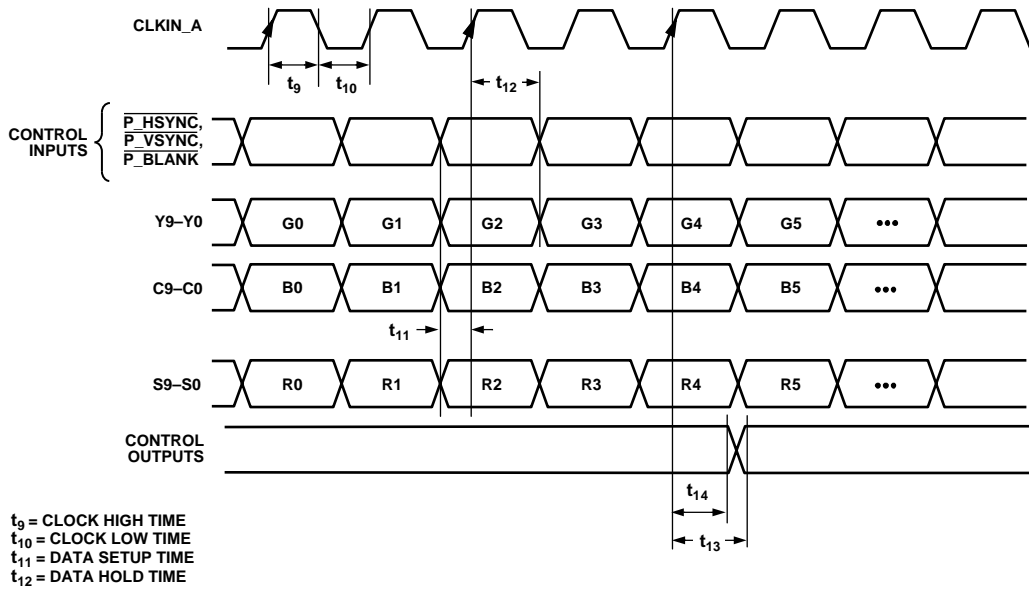 CLKIN_A
t9
t10
t12
CONTROL INPUTS
P_HSYNC,
P_VSYNC,
P_BLANK
Y9–Y0 G0 G1 G2 G3 G4 G5 •••
C9–C0 B0 B1 B2 B3 B4 B5 •••
t11
S9–S0 R0 R1 R2 R3 R4 R5 •••
CONTROL
OUTPUTS
t14
t13
t9 = CLOCK HIGH TIME
t10 = CLOCK LOW TIME
t11 = DATA SETUP TIME
t12 = DATA HOLD TIME